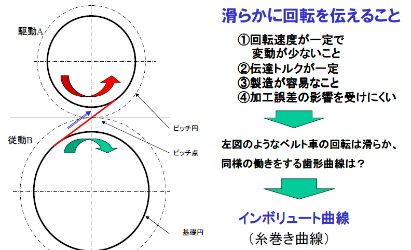 滑らかに回転を伝えること
駆動A
①回転速度が一定で
変動が少ないこと
②伝達トルクが一定
③製造が容易なこと
④加工誤差の影響を受けにくい
ピッチ円
ピッチ点
従動B
基礎円
左図のようなベルト車の回転は滑らか、
同様の働きをする歯形曲線は？
インボリュート曲線
（糸巻き曲線）